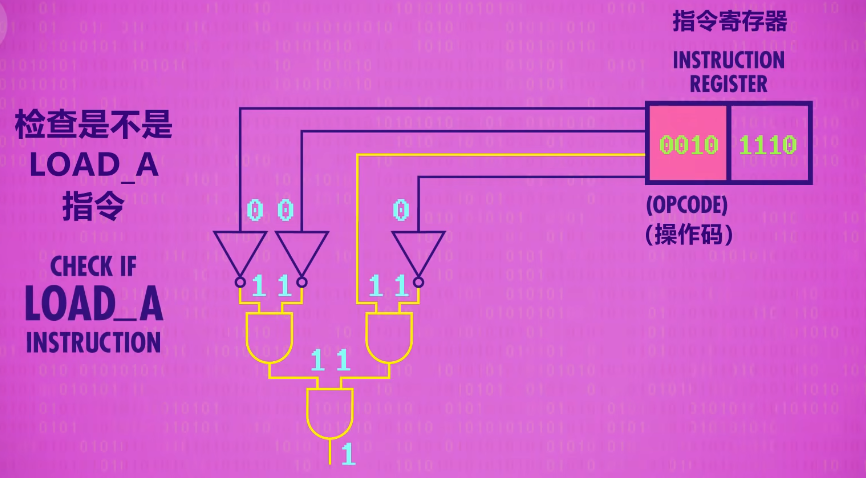 指令寄存器
INSTRUCTION
REGISTER
0010 1110
(OPCODE)
(操作码)
检查是不是
LOAD_A
指令
CHECK IF
LOAD_A
INSTRUCTION
0 0 0
1 1 1 1
1 1
1